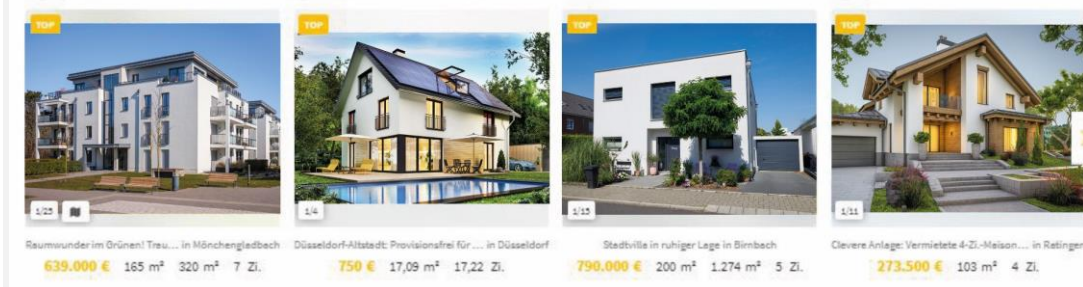 TOP
TOP
TOP
TOP
1/25
1/4
1/15
1/11
Raumwunder im Grünen! Trau... in Mönchengladbach
Düsseldorf-Altstadt: Provisionsfrei für ... in Düsseldorf
Stadtvilla in ruhiger Lage in Birnbach
Clevere Anlage: Vermietete 4-Zi.-Maison... in Ratingen
639.000 € 165 m² 320 m² 7 Zi.
750 € 17,09 m² 17,22 Zi.
790.000 € 200 m² 1.274 m² 5 Zi.
273.500 € 103 m² 4 Zi.